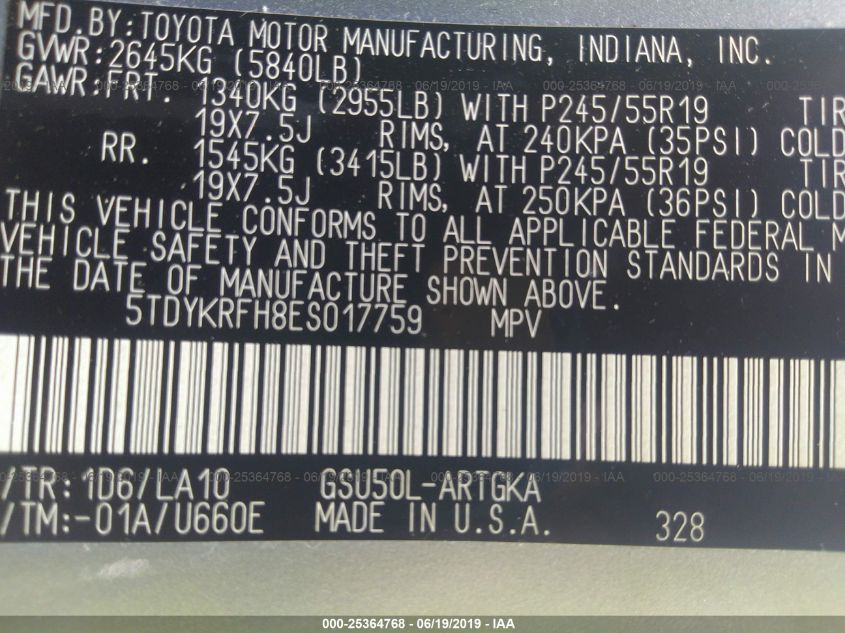 MFD.BY:TOYOTA MOTOR MANUFACTURING, INDIANA, INC.
GVWR:2645KG (5840LB)
GAWR:FRT. 1340KG (2955LB) WITH P245/55R19 TIR
19X7.5J RIMS, AT 240KPA (35PSI) COLD
RR. 1545KG (3415LB) WITH P245/55R19 TIR
19X7.5J RIMS, AT 250KPA (36PSI) COLD
THIS VEHICLE CONFORMS TO ALL APPLICABLE FEDERAL M
VEHICLE SAFETY AND THEFT PREVENTION STANDARDS IN
THE DATE OF MANUFACTURE SHOWN ABOVE.
5TDYKRFH8ES017759 MPV
/TR:1D6/LA10 GSU50L-ARTGKA
/TM:-01A/U660E MADE IN U.S.A. 328
000-25364768 - 06/19/2019 - IAA